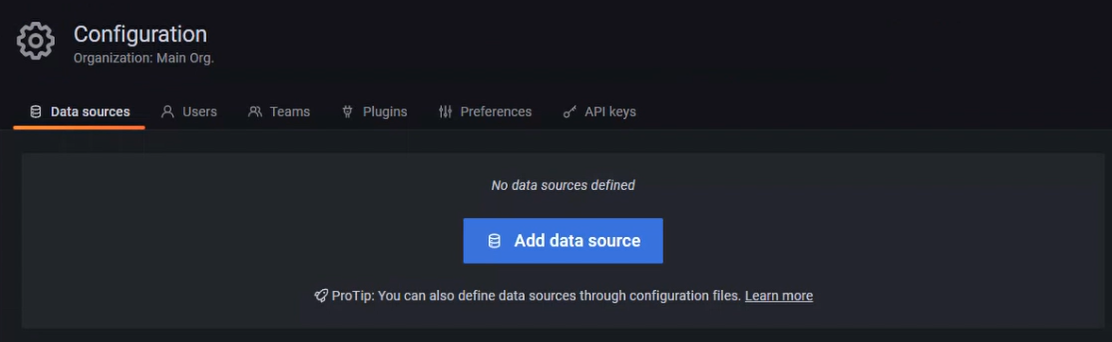 Configuration
Organization: Main Org.
Data sources Users Teams Plugins Preferences API keys
No data sources defined
Add data source
ProTip: You can also define data sources through configuration files. Learn more